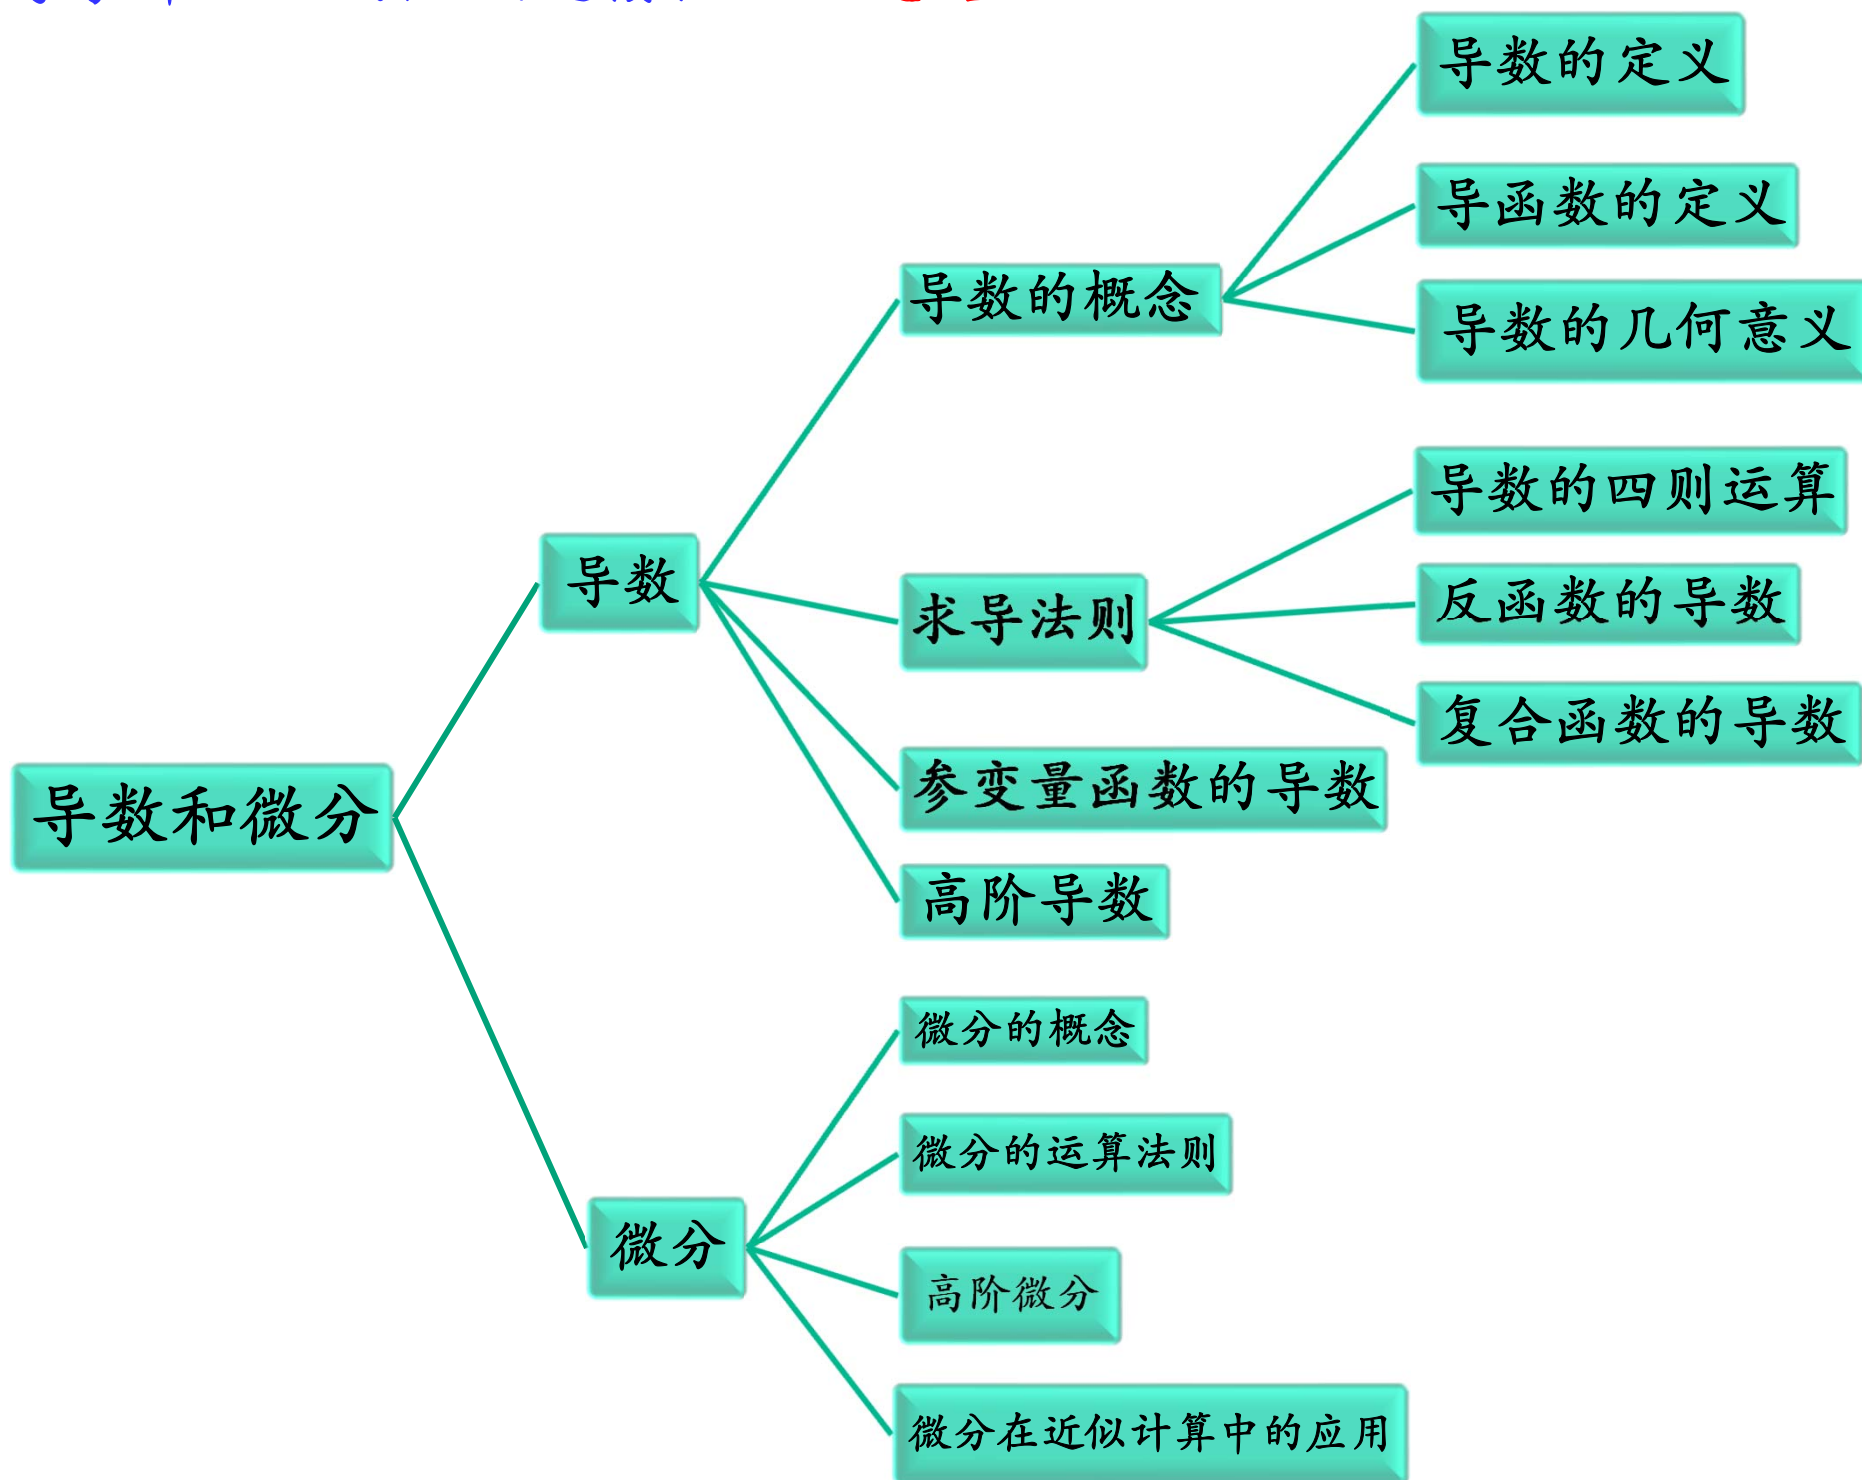 导数和微分
导数
导数的概念
导数的定义
导函数的定义
导数的几何意义
求导法则
导数的四则运算
反函数的导数
复合函数的导数
参变量函数的导数
高阶导数
微分
微分的概念
微分的运算法则
高阶微分
微分在近似计算中的应用